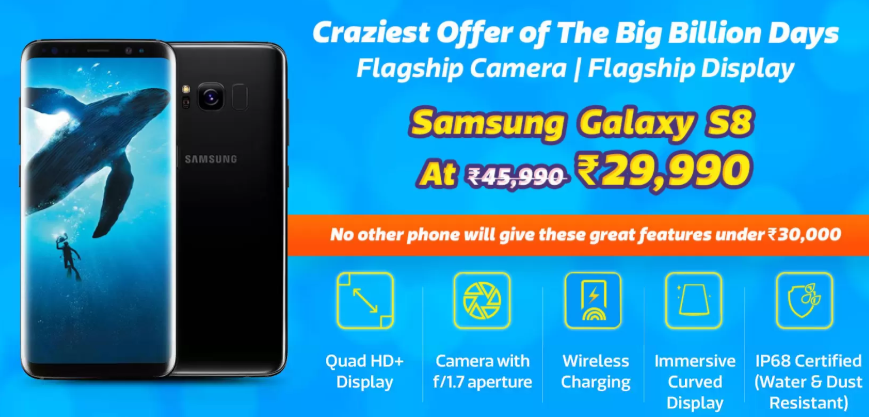 Craziest Offer of The Big Billion Days
Flagship Camera | Flagship Display
Samsung Galaxy S8
At ₹45,990 ₹29,990
SAMSUNG
No other phone will give these great features under ₹30,000
Quad HD+
Display
Camera with
f/1.7 aperture
Wireless
Charging
Immersive
Curved
Display
IP68 Certified
(Water & Dust
Resistant)